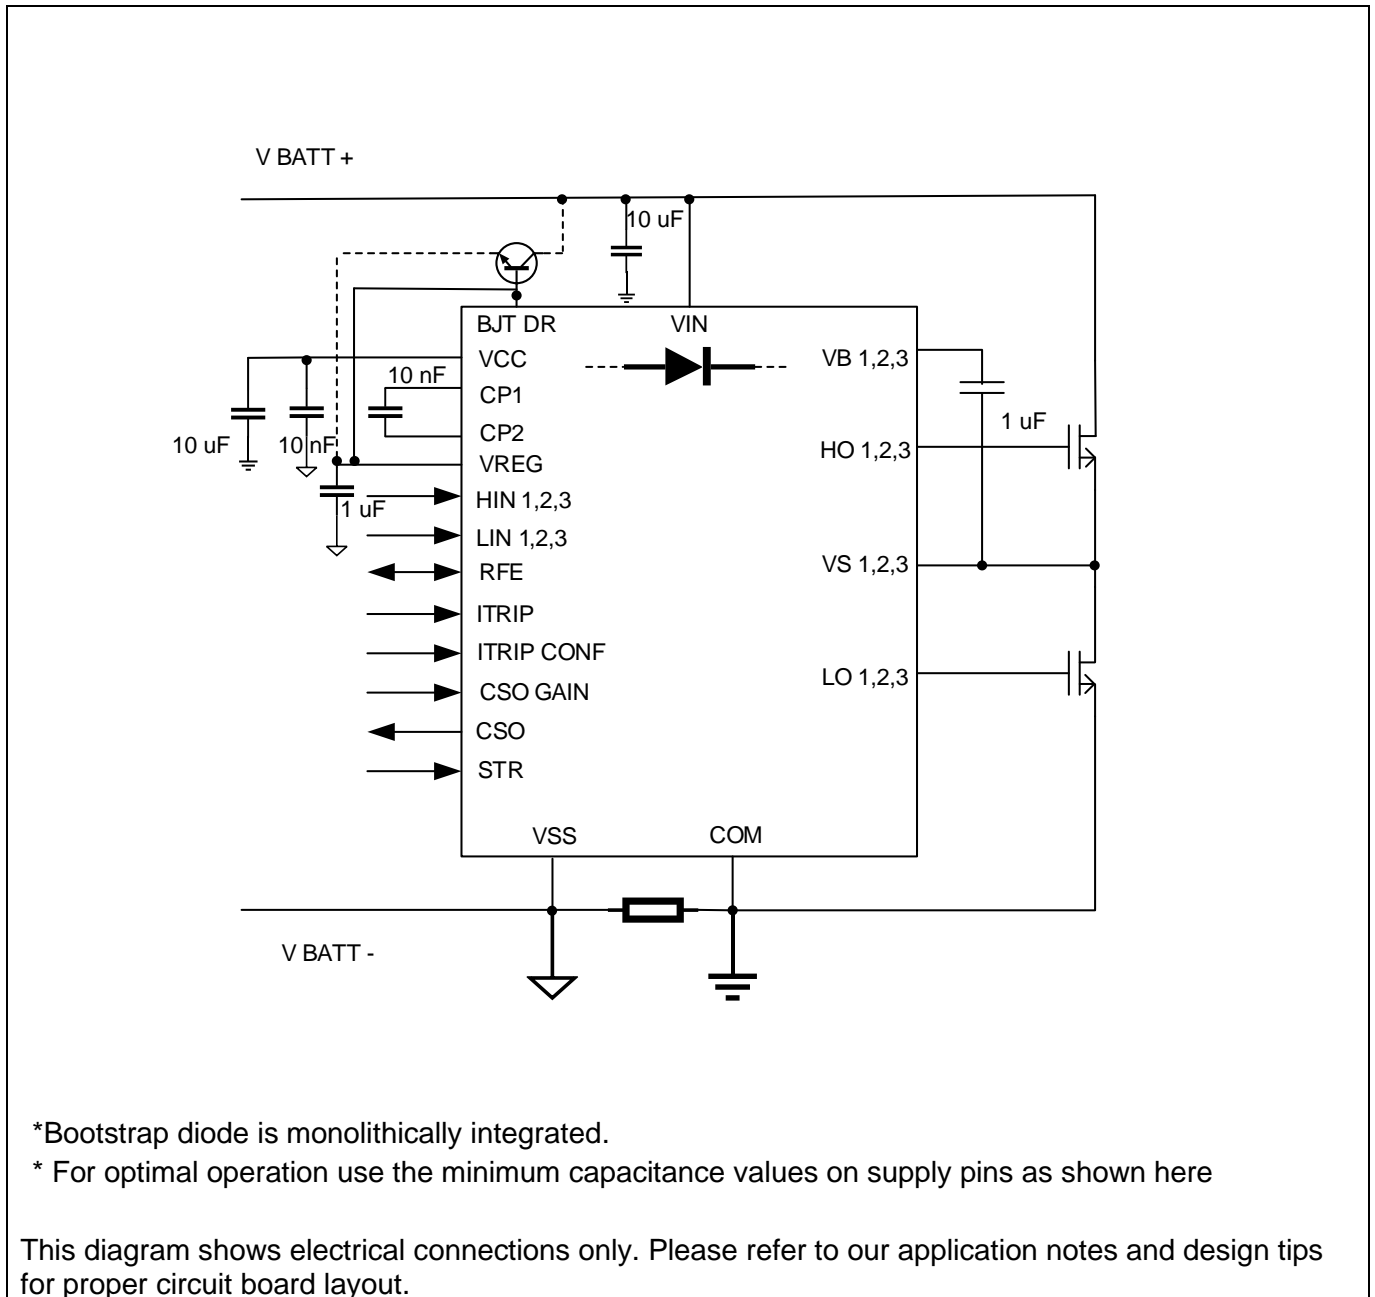 V BATT +
10 uF
BJT DR
VIN
VCC
VB 1,2,3
10 nF
CP1
1 uF
10 uF
10 nF
CP2
HO 1,2,3
VREG
1 uF
HIN 1,2,3
LIN 1,2,3
VS 1,2,3
RFE
ITRIP
ITRIP CONF
LO 1,2,3
CSO GAIN
CSO
STR
VSS
COM
V BATT -
*Bootstrap diode is monolithically integrated.
* For optimal operation use the minimum capacitance values on supply pins as shown here
This diagram shows electrical connections only. Please refer to our application notes and design tips
for proper circuit board layout.